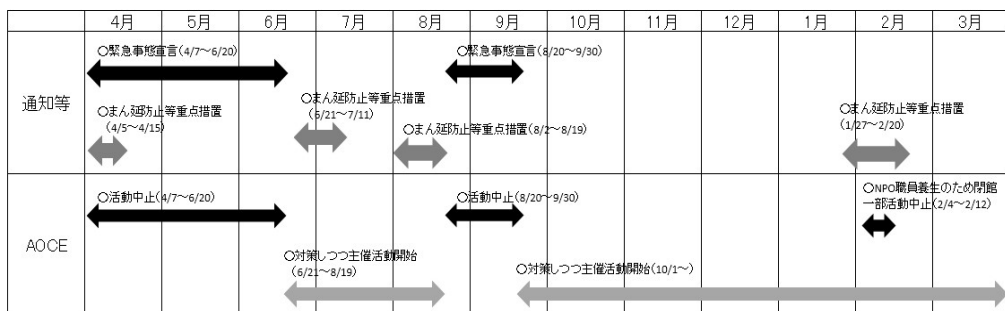 4月 5月 6月 7月 8月 9月 10月 11月 12月 1月 2月 3月
通知等
○緊急事態宣言(4/7～6/20)
○緊急事態宣言(8/20～9/30)
○まん延防止等重点措置
(4/5～4/15)
○まん延防止等重点措置
(6/21～7/11)
○まん延防止等重点措置(8/2～8/19)
○まん延防止等重点措置
(1/27～2/20)
AOCE
○活動中止(4/7～6/20)
○活動中止(8/20～9/30)
○NPO職員養生のため閉館
一部活動中止(2/4～2/12)
○対策しつつ主催活動開始
(6/21～8/19)
○対策しつつ主催活動開始(10/1～)